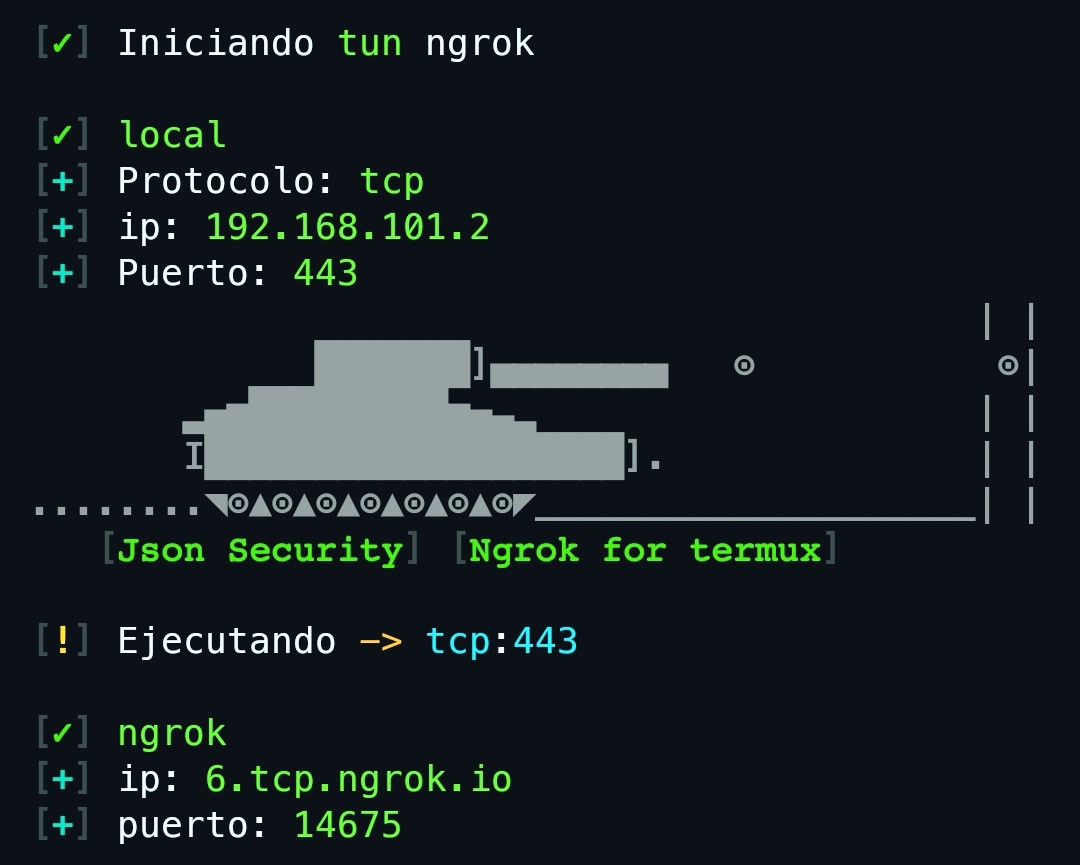 [✓] Iniciando tun ngrok
[✓] local
[+] Protocolo: tcp
[+] ip: 192.168.101.2
[+] Puerto: 443
[Json Security] [Ngrok for termux]
[!] Ejecutando —> tcp:443
[✓] ngrok
[+] ip: 6.tcp.ngrok.io
[+] puerto: 14675